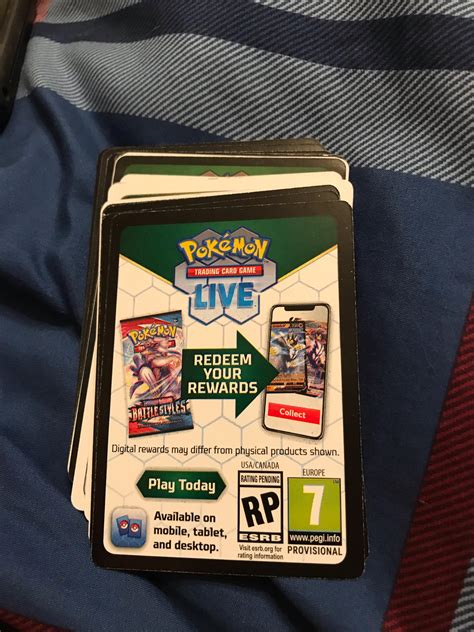 POKéMON
TRADING CARD GAME
LIVE
POKéMON
BATTLE STYLES
REDEEM
YOUR
REWARDS
Collect
Digital rewards may differ from physical products shown.
Play Today
Available on
mobile, tablet,
and desktop.
USA/CANADA
RATING PENDING
RP
ESRB
Visit esrb.org for
rating information
EUROPE
7
www.pegi.info
PROVISIONAL